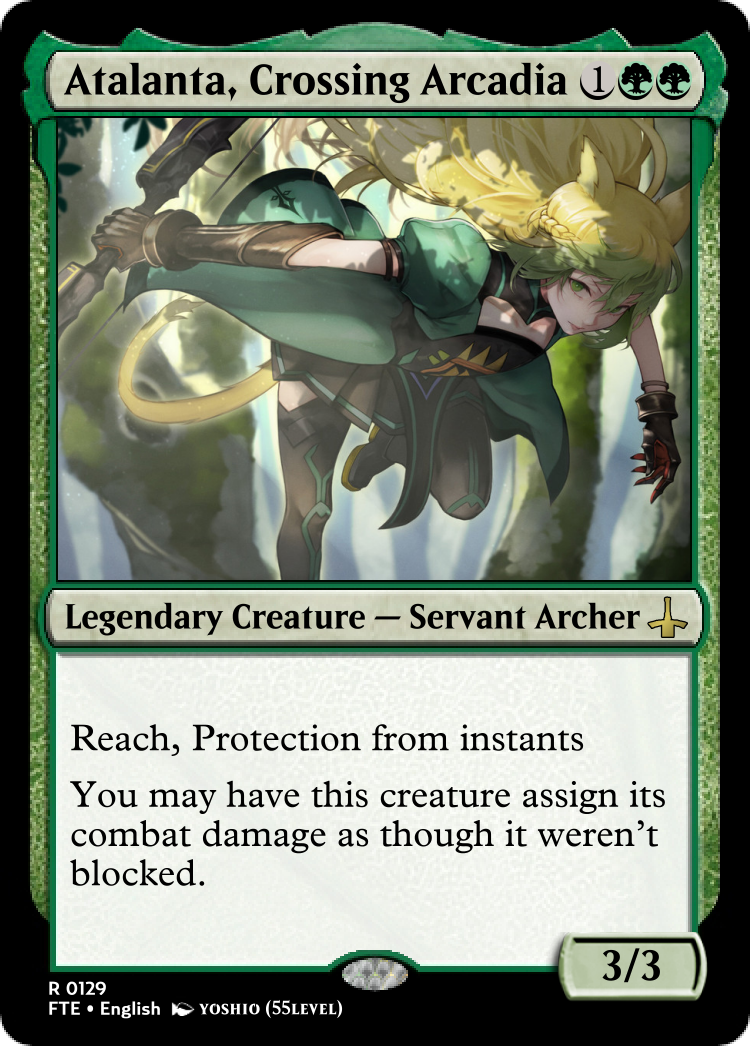 Atalanta, Crossing Arcadia 1
Legendary Creature — Servant Archer
Reach, Protection from instants
You may have this creature assign its
combat damage as though it weren't
blocked.
3/3
R 0129
FTE • English YOSHIO (55LEVEL)